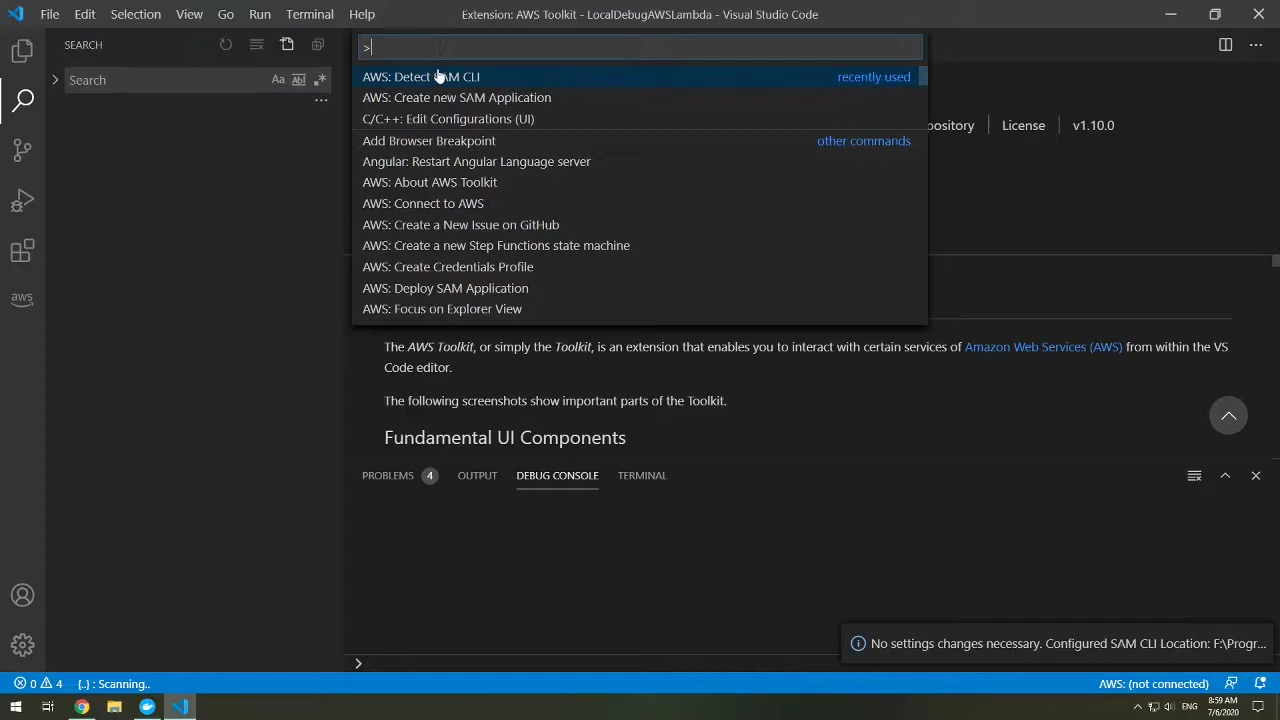 File Edit Selection View Go Run Terminal Help Extension: AWS Toolkit - LocalDebugAWSLambda - Visual Studio Code
SEARCH
Search
>
AWS: Detect SAM CLI recently used
AWS: Create new SAM Application
C/C++: Edit Configurations (UI)
Add Browser Breakpoint other commands
Angular: Restart Angular Language server
AWS: About AWS Toolkit
AWS: Connect to AWS
AWS: Create a New Issue on GitHub
AWS: Create a new Step Functions state machine
AWS: Create Credentials Profile
AWS: Deploy SAM Application
AWS: Focus on Explorer View
License v1.10.0
aws
The AWS Toolkit, or simply the Toolkit, is an extension that enables you to interact with certain services of Amazon Web Services (AWS) from within the VS
Code editor.
The following screenshots show important parts of the Toolkit.
Fundamental UI Components
PROBLEMS 4 OUTPUT DEBUG CONSOLE TERMINAL
No settings changes necessary. Configured SAM CLI Location: F:\Progr...
0 4 {..} : Scanning.. AWS: (not connected)
ENG 8:59 AM
7/6/2020